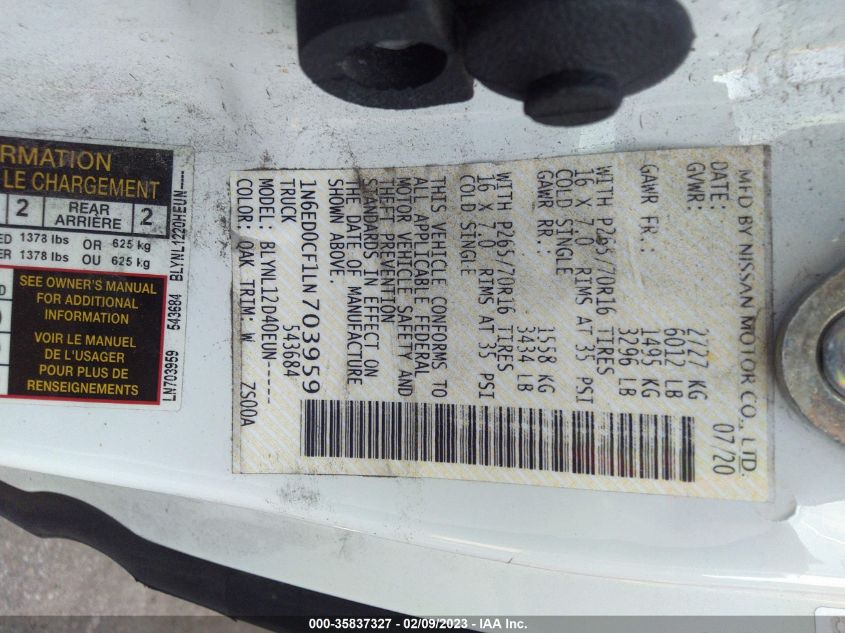 MFD BY NISSAN MOTOR CO., LTD.
DATE: 07/20
GVWR: 2727 KG
6012 LB
GAWR FR.: 1495 KG
3296 LB
WITH P265/70R16 TIRES
16 X 7.0 RIMS AT 35 PSI
COLD SINGLE
GAWR RR.: 1558 KG
3434 LB
WITH P265/70R16 TIRES
16 X 7.0 RIMS AT 35 PSI
COLD SINGLE
THIS VEHICLE CONFORMS TO
ALL APPLICABLE FEDERAL
MOTOR VEHICLE SAFETY AND
THEFT PREVENTION
STANDARDS IN EFFECT ON
THE DATE OF MANUFACTURE
SHOWN ABOVE.
1N6ED0CF1LN703959
TRUCK 543684
MODEL: BLYNL12D40EUN-----
COLOR: QAK TRIM: W ZS00A
RMATION
LE CHARGEMENT
2 REAR ARRIÈRE 2
ED 1378 lbs OR 625 kg
ER 1378 lbs OU 625 kg
SEE OWNER'S MANUAL
FOR ADDITIONAL
INFORMATION
VOIR LE MANUEL
DE L'USAGER
POUR PLUS DE
RENSEIGNEMENTS
LN703959 543684
000-35837327 - 02/09/2023 - IAA Inc.